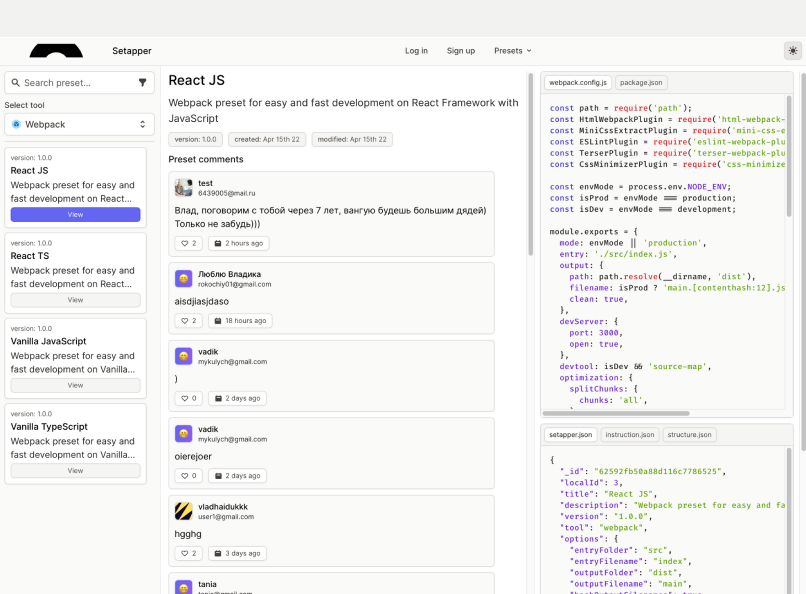 Setapper
Log in
Sign up
Presets
Search preset...
Select tool
Webpack
version: 1.0.0
React JS
Webpack preset for easy and
fast development on React...
View
version: 1.0.0
React TS
Webpack preset for easy and
fast development on React...
View
version: 1.0.0
Vanilla JavaScript
Webpack preset for easy and
fast development on Vanilla...
View
version: 1.0.0
Vanilla TypeScript
Webpack preset for easy and
fast development on Vanilla...
View
React JS
Webpack preset for easy and fast development on React Framework with
JavaScript
version: 1.0.0
created: Apr 15th 22
modified: Apr 15th 22
Preset comments
test
6439005@mail.ru
Влад, поговорим с тобой через 7 лет, вангую будешь большим дядей)
Только не забудь)))
2
2 hours ago
Люблю Владика
rokochiy01@gmail.com
aisdjiasjdaso
2
18 hours ago
vadik
mykulych@gmail.com
)
0
2 days ago
vadik
mykulych@gmail.com
oierejoer
0
2 days ago
vladhaidukkk
user1@gmail.com
hgghg
2
3 days ago
tania
webpack.config.js
package.json
const path = require('path');
const HtmlWebpackPlugin = require('html-webpack-
const MiniCssExtractPlugin = require('mini-css-e
const ESLintPlugin = require('eslint-webpack-plu
const TerserPlugin = require('terser-webpack-plu
const CssMinimizerPlugin = require('css-minimize
const envMode = process.env.NODE_ENV;
const isProd = envMode === production;
const isDev = envMode === development;
module.exports = {
mode: envMode || 'production',
entry: './src/index.js',
output: {
path: path.resolve(__dirname, 'dist'),
filename: isProd ? 'main.[contenthash:12].js
clean: true,
},
devServer: {
port: 3000,
open: true,
},
devtool: isDev && 'source-map',
optimization: {
splitChunks: {
chunks: 'all',
setapper.json
instruction.json
structure.json
{
"_id": "62592fb50a88d116c7786525",
"localId": 3,
"title": "React JS",
"description": "Webpack preset for easy and fa
"version": "1.0.0",
"tool": "webpack",
"options": {
"entryFolder": "src",
"entryFilename": "index",
"outputFolder": "dist",
"outputFilename": "main",